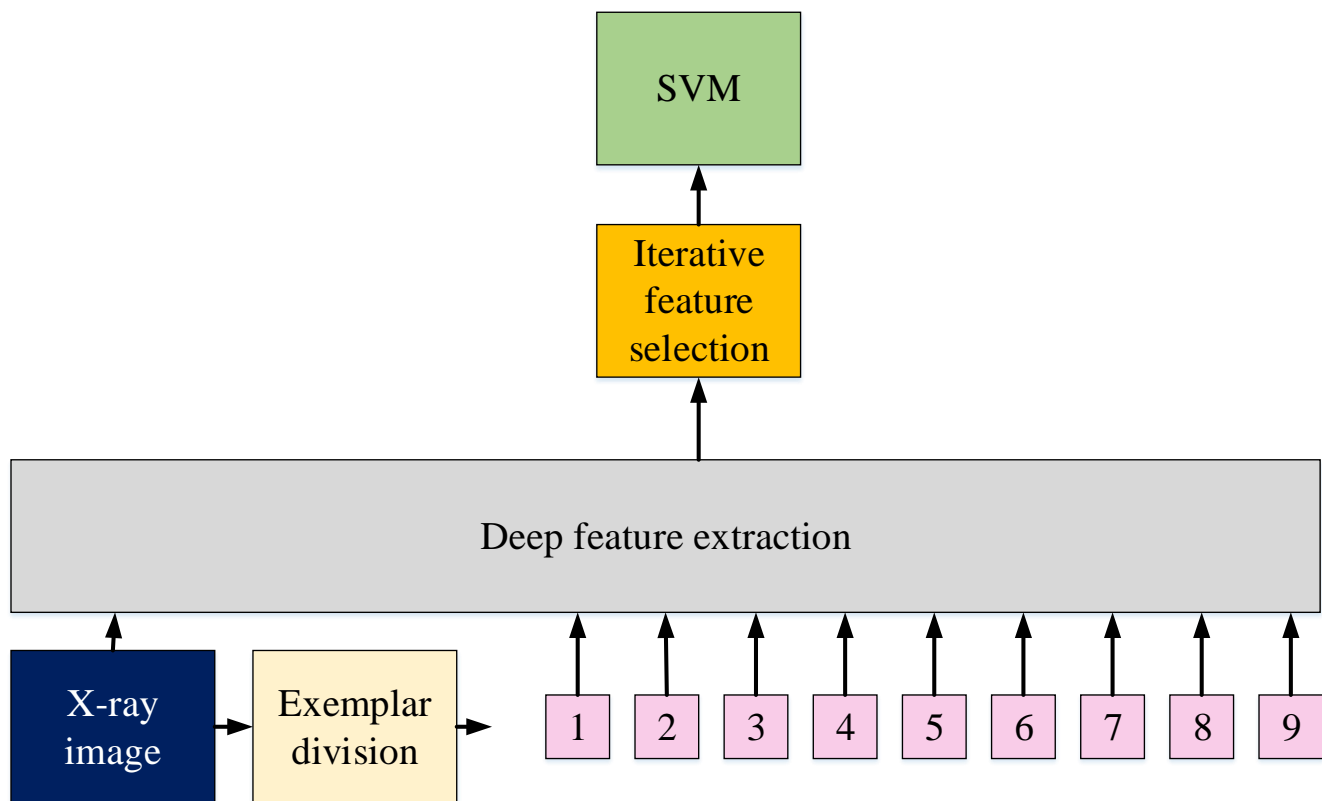 SVM
Iterative
feature
selection
Deep feature extraction
X-ray
image
Exemplar
division
1 2 3 4 5 6 7 8 9